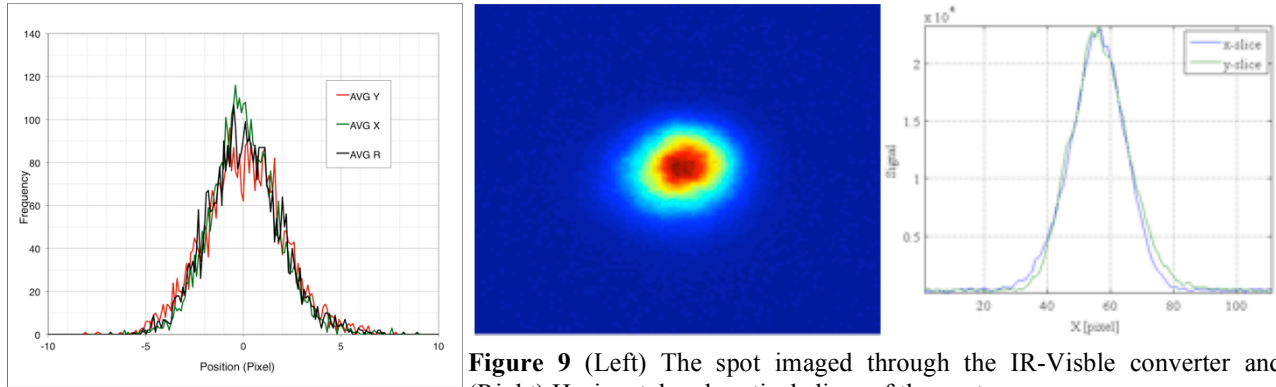 140
120
100
80
60
40
20
0
Frequency
-10
-5
0
5
10
Position (Pixel)
AVG Y
AVG X
AVG R
x 10⁴
2
1.5
1
0.5
Signal
20
40
60
80
100
X [pixel]
x-slice
y-slice
Figure 9 (Left) The spot imaged through the IR-Visble converter and